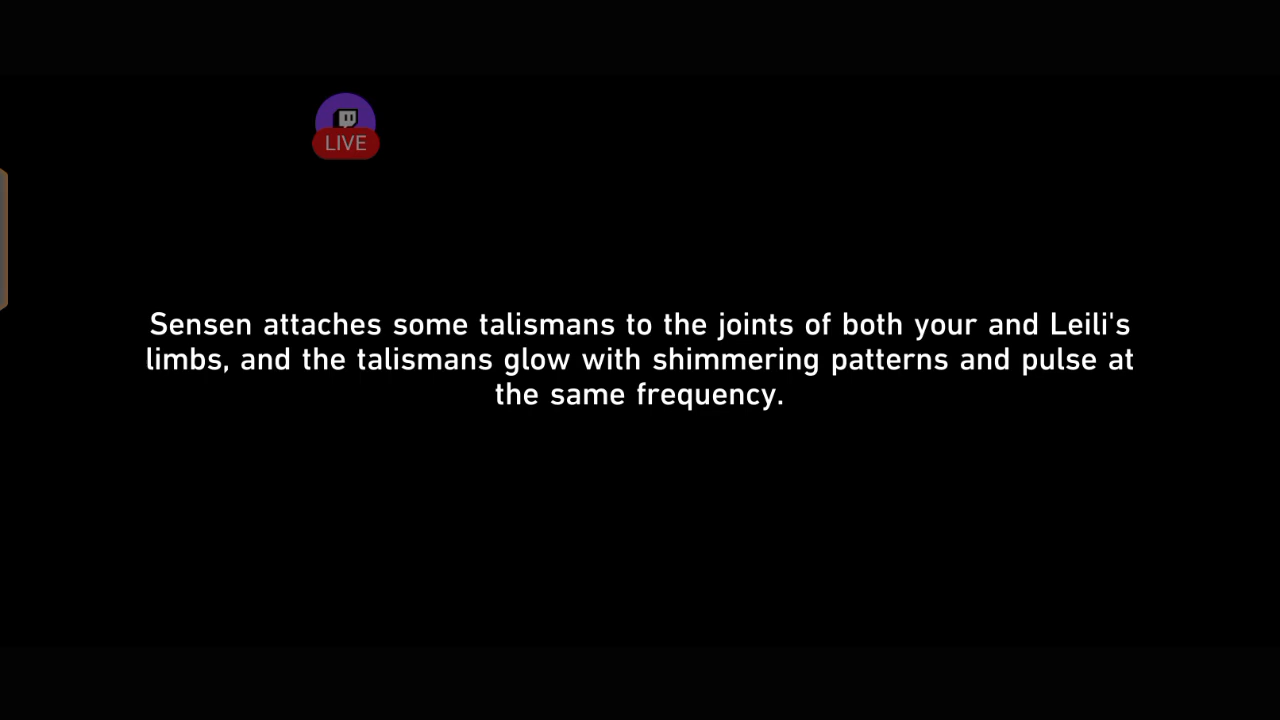 LIVE
Sensen attaches some talismans to the joints of both your and Leili's
limbs, and the talismans glow with shimmering patterns and pulse at
the same frequency.